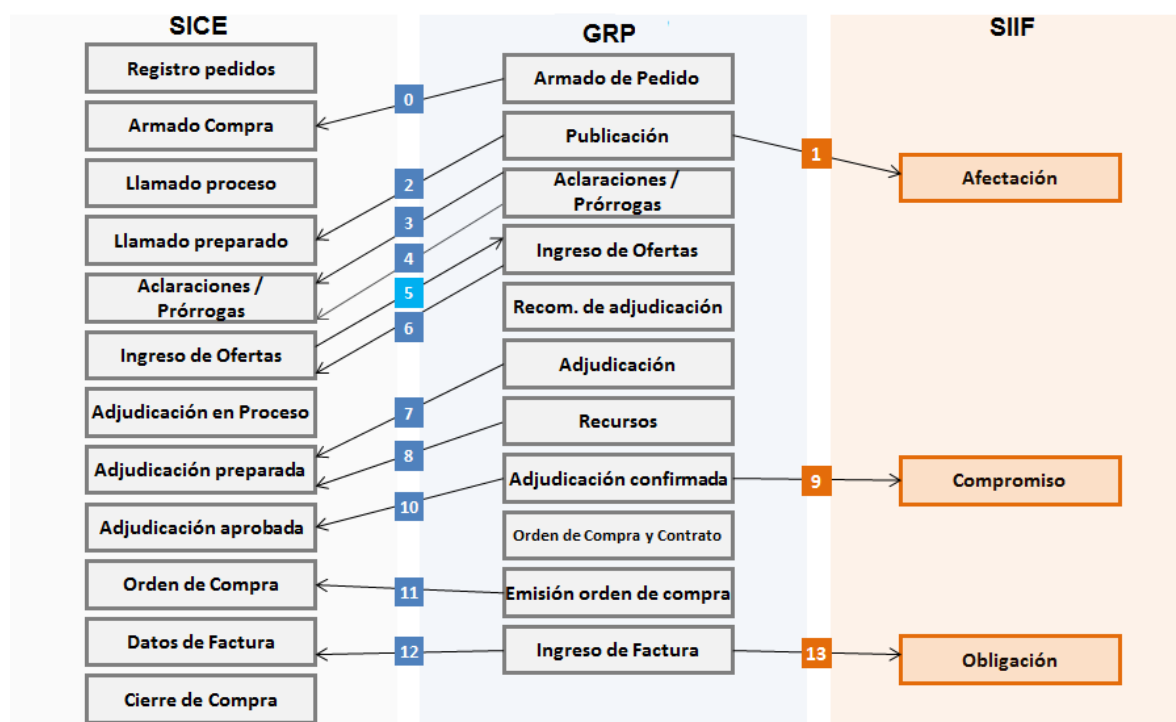 SICE
Registro pedidos
Armado Compra
Llamado proceso
Llamado preparado
Aclaraciones /
Prórrogas
Ingreso de Ofertas
Adjudicación en Proceso
Adjudicación preparada
Adjudicación aprobada
Orden de Compra
Datos de Factura
Cierre de Compra
0
2
3
4
5
6
7
8
10
11
12
GRP
Armado de Pedido
Publicación
Aclaraciones /
Prórrogas
Ingreso de Ofertas
Recom. de adjudicación
Adjudicación
Recursos
Adjudicación confirmada
Orden de Compra y Contrato
Emisión orden de compra
Ingreso de Factura
1
9
13
SIIF
Afectación
Compromiso
Obligación